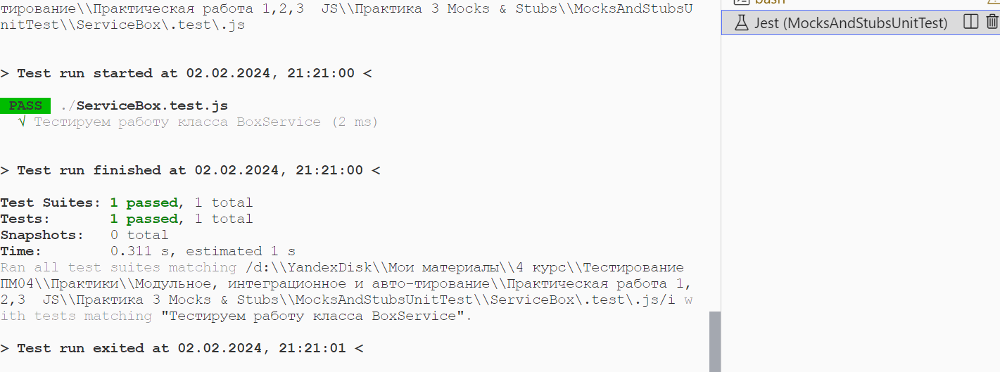 тирование\\Практическая работа 1,2,3  JS\\Практика 3 Mocks & Stubs\\MocksAndStubsU
nitTest\\ServiceBox\.test\.js
> Test run started at 02.02.2024, 21:21:00 <
PASS ./ServiceBox.test.js
√ Тестируем работу класса BoxService (2 ms)
> Test run finished at 02.02.2024, 21:21:00 <
Test Suites: 1 passed, 1 total
Tests:       1 passed, 1 total
Snapshots:   0 total
Time:        0.311 s, estimated 1 s
Ran all test suites matching /d:\\YandexDisk\\Мои материалы\\4 курс\\Тестирование
ПМ04\\Практики\\Модульное, интеграционное и авто-тирование\\Практическая работа 1,
2,3  JS\\Практика 3 Mocks & Stubs\\MocksAndStubsUnitTest\\ServiceBox\.test\.js/i w
ith tests matching "Тестируем работу класса BoxService".
> Test run exited at 02.02.2024, 21:21:01 <
bash
Jest (MocksAndStubsUnitTest)